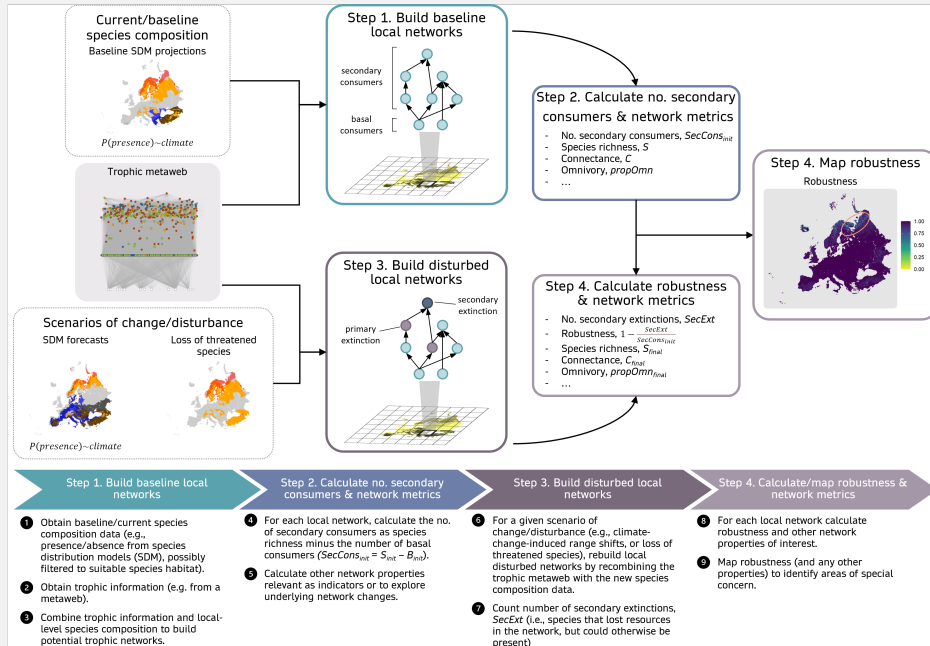 Current/baseline
species composition
Baseline SDM projections
P(presence)~climate
Trophic metaweb
Scenarios of change/disturbance
SDM forecasts
Loss of threatened
species
P(presence)~climate
Step 1. Build baseline
local networks
secondary
consumers
basal
consumers
Step 3. Build disturbed
local networks
secondary
extinction
primary
extinction
Step 2. Calculate no. secondary
consumers & network metrics
- No. secondary consumers, SecCons_init
- Species richness, S
- Connectance, C
- Omnivory, propOmn
- ...
Step 4. Calculate robustness
& network metrics
- No. secondary extinctions, SecExt
- Robustness, 1 − SecExt/SecCons_init
- Species richness, S_final
- Connectance, C_final
- Omnivory, propOmn_final
- ...
Step 4. Map robustness
Robustness
1.00
0.75
0.50
0.25
0.00
Step 1. Build baseline local
networks
1 Obtain baseline/current species
composition data (e.g.,
presence/absence from species
distribution models (SDM), possibly
filtered to suitable species habitat).
2 Obtain trophic information (e.g. from a
metaweb).
3 Combine trophic information and local-
level species composition to build
potential trophic networks.
Step 2. Calculate no. secondary
consumers & network metrics
4 For each local network, calculate the no.
of secondary consumers as species
richness minus the number of basal
consumers (SecCons_init = S_init – B_init).
5 Calculate other network properties
relevant as indicators or to explore
underlying network changes.
Step 3. Build disturbed local
networks
6 For a given scenario of
change/disturbance (e.g., climate-
change-induced range shifts, or loss
of threatened species), rebuild local
disturbed networks by recombining
the trophic metaweb with the new
species composition data.
7 Count number of secondary extinctions,
SecExt (i.e., species that lost resources
in the network, but could otherwise be
present)
Step 4. Calculate/map robustness &
network metrics
8 For each local network calculate
robustness and other network
properties of interest.
9 Map robustness (and any other
properties) to identify areas of special
concern.